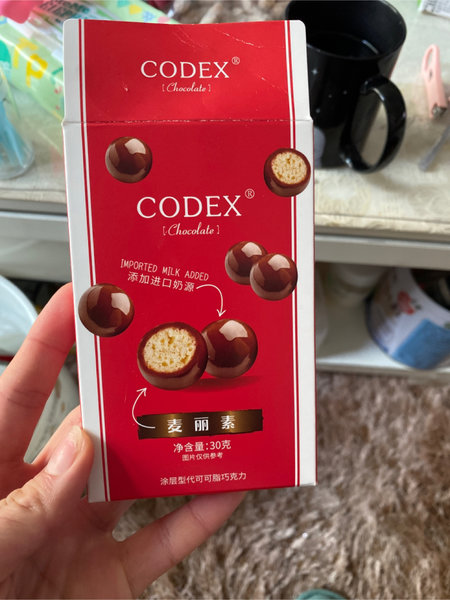 CODEX®
[Chocolate]
CODEX®
[Chocolate]
IMPORTED MILK ADDED
添加进口奶源
麦丽素
净含量:30克
图片仅供参考
涂层型代可可脂巧克力